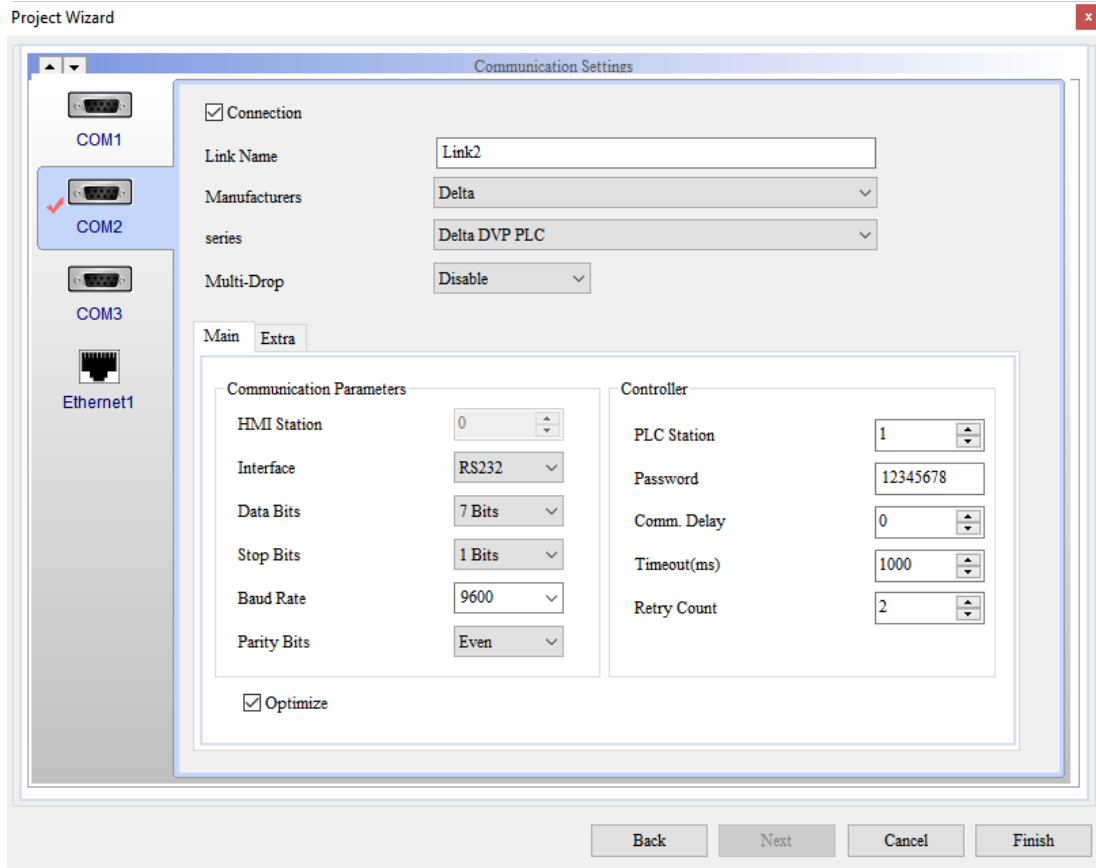 Project Wizard
x
Communication Settings
COM1
COM2
COM3
Ethernet1
Connection
Link Name Link2
Manufacturers Delta
series Delta DVP PLC
Multi-Drop Disable
Main Extra
Communication Parameters
HMI Station 0
Interface RS232
Data Bits 7 Bits
Stop Bits 1 Bits
Baud Rate 9600
Parity Bits Even
Optimize
Controller
PLC Station 1
Password 12345678
Comm. Delay 0
Timeout(ms) 1000
Retry Count 2
Back Next Cancel Finish